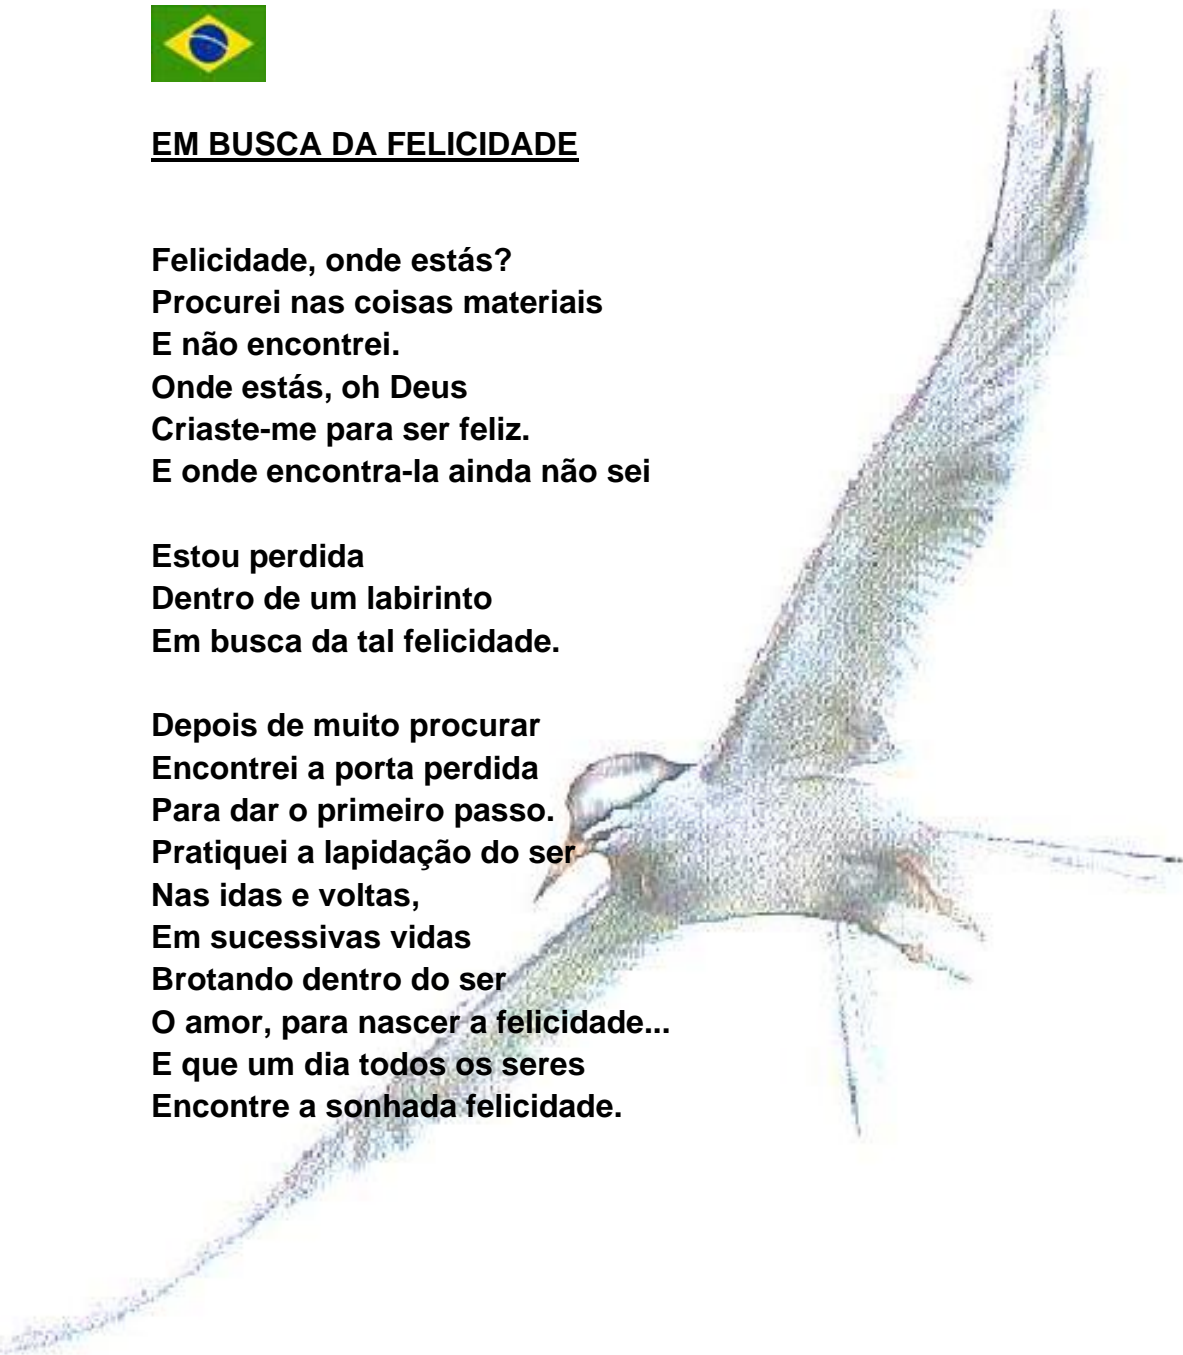 EM BUSCA DA FELICIDADE
Felicidade, onde estás?
Procurei nas coisas materiais
E não encontrei.
Onde estás, oh Deus
Criaste-me para ser feliz.
E onde encontra-la ainda não sei
Estou perdida
Dentro de um labirinto
Em busca da tal felicidade.
Depois de muito procurar
Encontrei a porta perdida
Para dar o primeiro passo.
Pratiquei a lapidação do ser
Nas idas e voltas,
Em sucessivas vidas
Brotando dentro do ser
O amor, para nascer a felicidade...
E que um dia todos os seres
Encontre a sonhada felicidade.